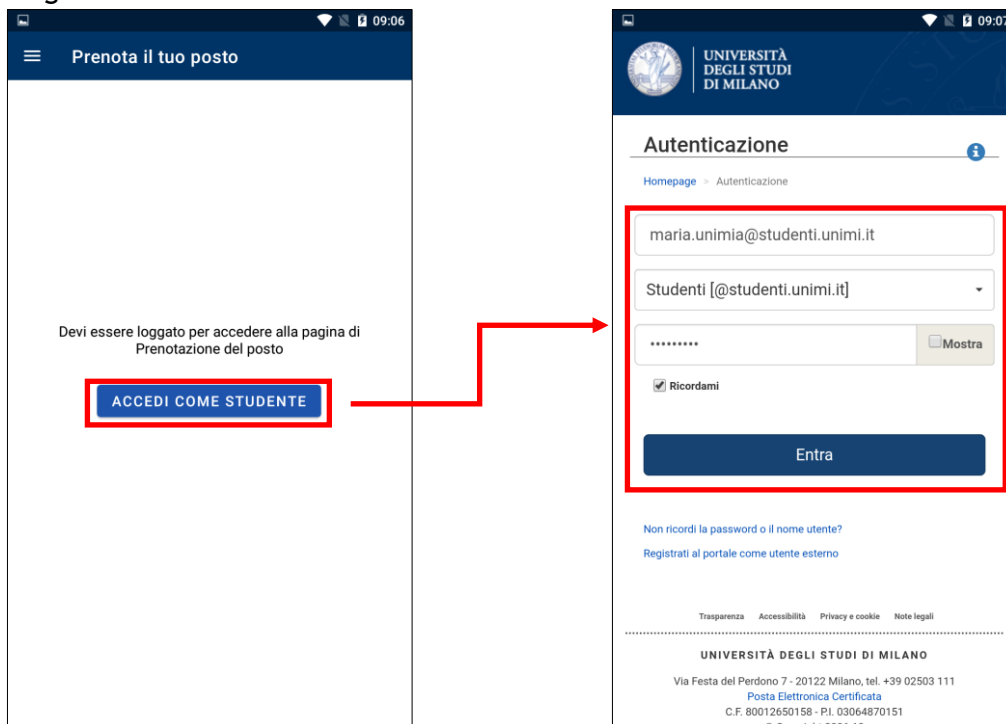 09:06
Prenota il tuo posto
Devi essere loggato per accedere alla pagina di
Prenotazione del posto
ACCEDI COME STUDENTE
09:07
UNIVERSITÀ
DEGLI STUDI
DI MILANO
Autenticazione
Homepage > Autenticazione
maria.unimia@studenti.unimi.it
Studenti [@studenti.unimi.it]
••••••••• Mostra
Ricordami
Entra
Non ricordi la password o il nome utente?
Registrati al portale come utente esterno
Trasparenza Accessibilità Privacy e cookie Note legali
UNIVERSITÀ DEGLI STUDI DI MILANO
Via Festa del Perdono 7 - 20122 Milano, tel. +39 02503 111
Posta Elettronica Certificata
C.F. 80012650158 - P.I. 03064870151